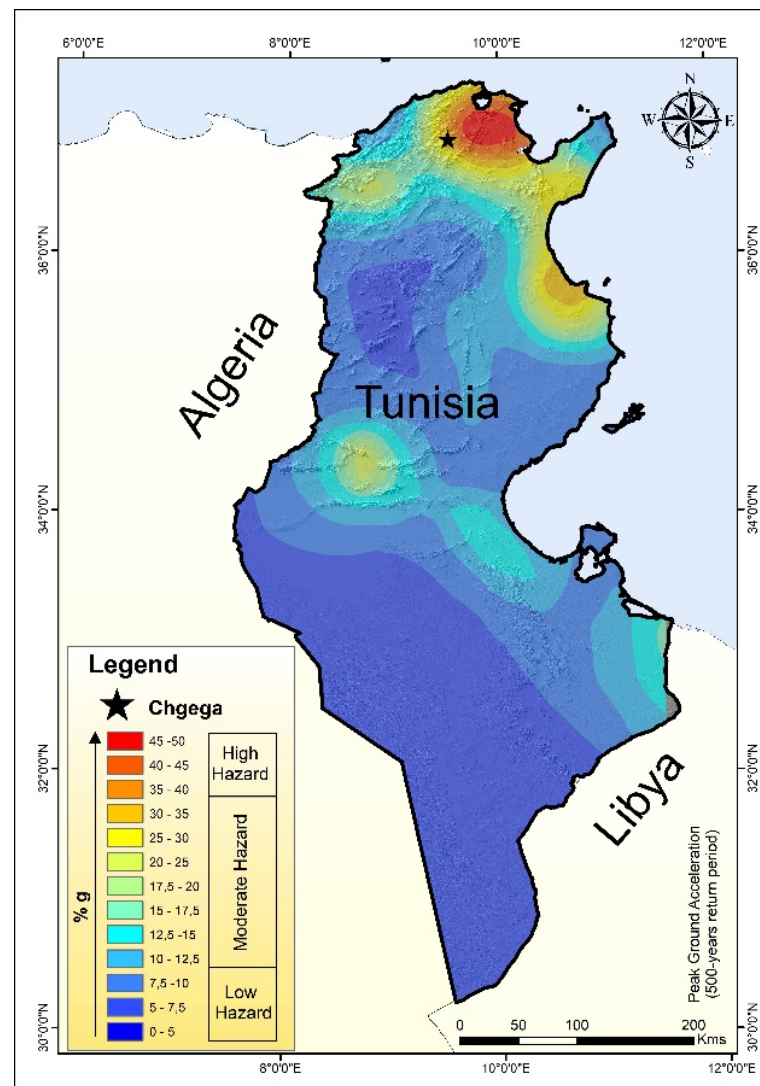 6°0'0"E
8°0'0"E
10°0'0"E
12°0'0"E
N
W E
S
36°0'0"N
36°0'0"N
Algeria
Tunisia
34°0'0"N
34°0'0"N
Legend
Chgega
45 -50
40 - 45
35 - 40
30 - 35
25 - 30
20 - 25
17,5 - 20
15 - 17,5
12,5 -15
10 - 12,5
7,5 -10
5 - 7,5
0 - 5
% g
High
Hazard
Moderate Hazard
Low
Hazard
32°0'0"N
32°0'0"N
Libya
Peak Ground Acceleration
(500-years return period)
0 50 100 200
Kms
30°0'0"N
30°0'0"N
8°0'0"E
10°0'0"E
12°0'0"E